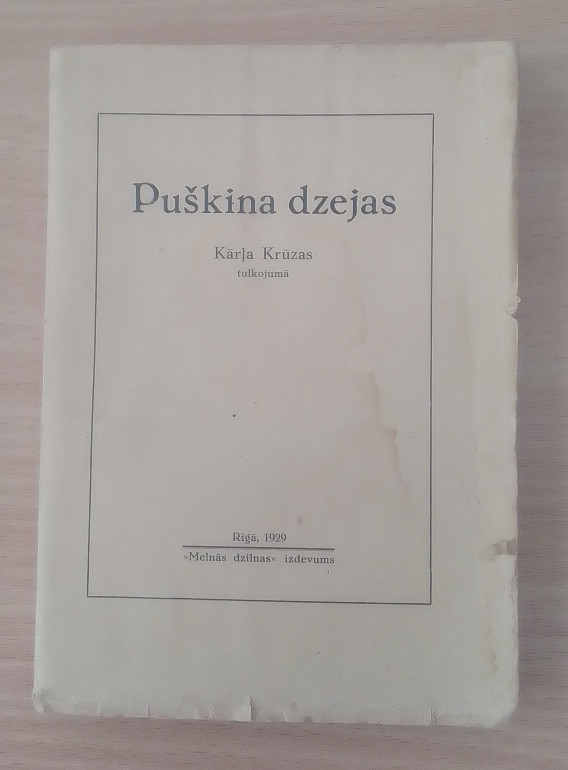 Puškina dzejas
Kārļa Krūzas
tulkojumā
Rīgā, 1929
»Melnās dzilnas« izdevums